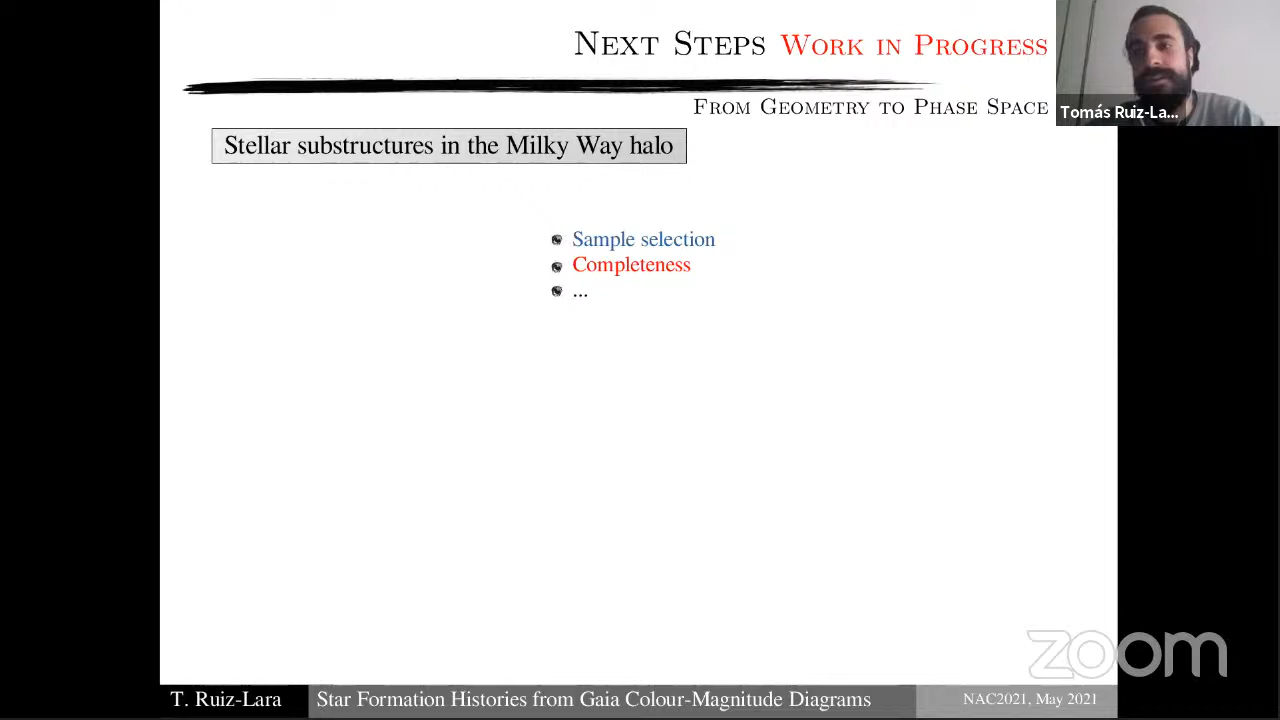 Next Steps Work in Progress
From Geometry to Phase Space
Tomás Ruiz-La...
Stellar substructures in the Milky Way halo
Sample selection
Completeness
...
zoom
T. Ruiz-Lara
Star Formation Histories from Gaia Colour-Magnitude Diagrams
NAC2021, May 2021